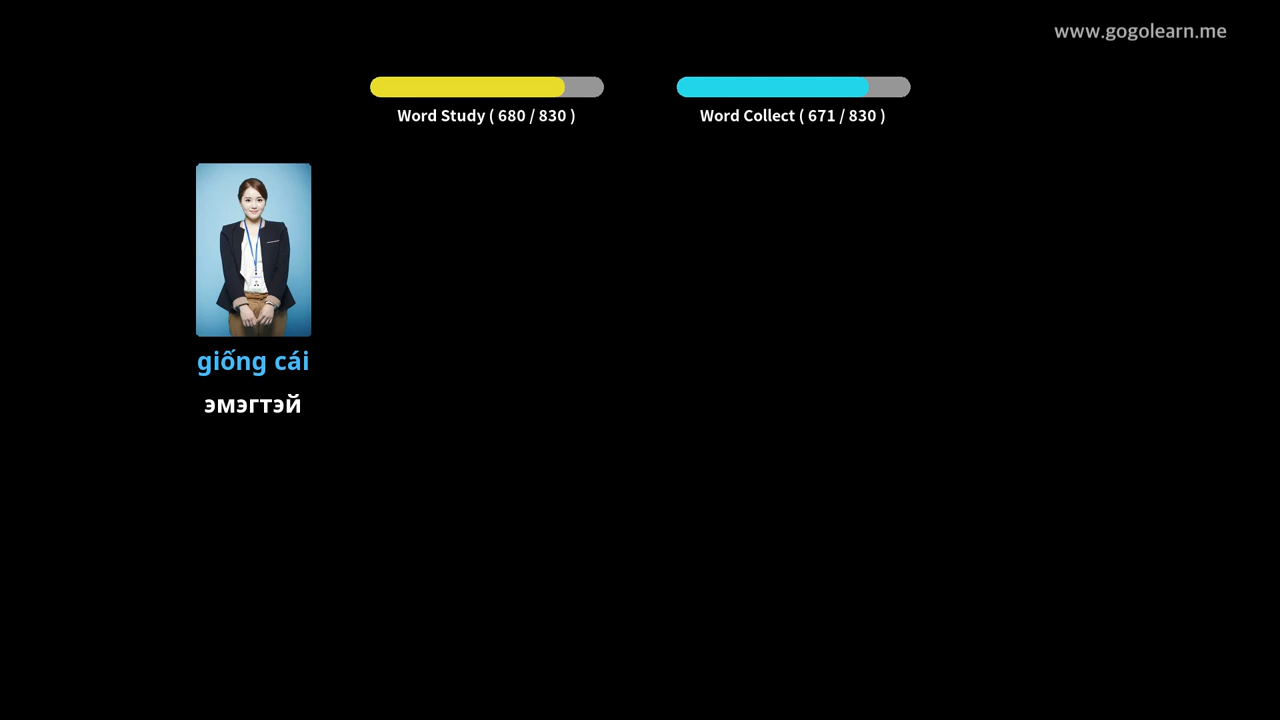 www.gogolearn.me
Word Study ( 680 / 830 )
Word Collect ( 671 / 830 )
giống cái
эмэгтэй